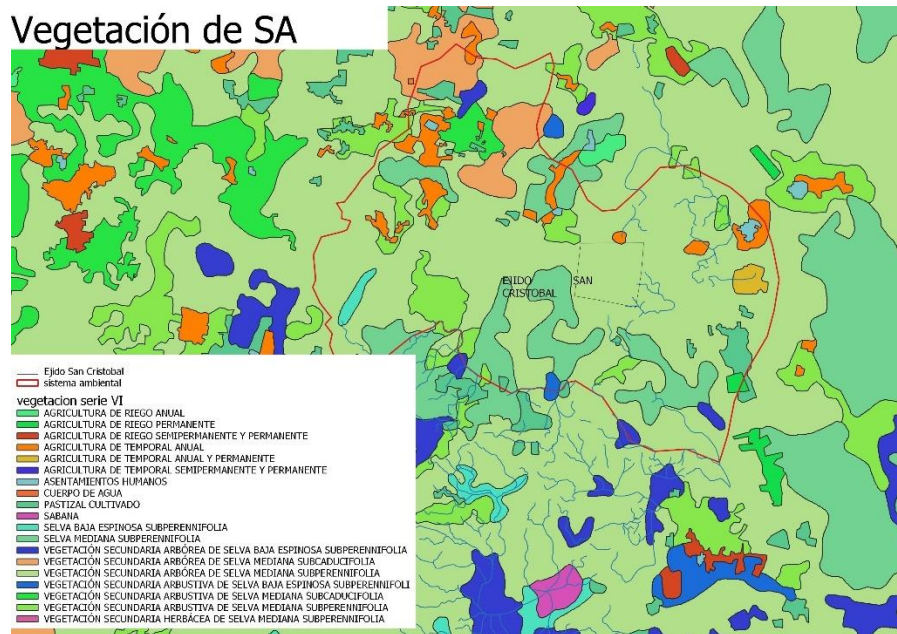 Vegetación de SA
EJIDO SAN
CRISTOBAL
Ejido San Cristobal
sistema ambiental
vegetacion serie VI
AGRICULTURA DE RIEGO ANUAL
AGRICULTURA DE RIEGO PERMANENTE
AGRICULTURA DE RIEGO SEMIPERMANENTE Y PERMANENTE
AGRICULTURA DE TEMPORAL ANUAL
AGRICULTURA DE TEMPORAL ANUAL Y PERMANENTE
AGRICULTURA DE TEMPORAL SEMIPERMANENTE Y PERMANENTE
ASENTAMIENTOS HUMANOS
CUERPO DE AGUA
PASTIZAL CULTIVADO
SABANA
SELVA BAJA ESPINOSA SUBPERENNIFOLIA
SELVA MEDIANA SUBPERENNIFOLIA
VEGETACIÓN SECUNDARIA ARBÓREA DE SELVA BAJA ESPINOSA SUBPERENNIFOLIA
VEGETACIÓN SECUNDARIA ARBÓREA DE SELVA MEDIANA SUBCADUCIFOLIA
VEGETACIÓN SECUNDARIA ARBÓREA DE SELVA MEDIANA SUBPERENNIFOLIA
VEGETACIÓN SECUNDARIA ARBUSTIVA DE SELVA BAJA ESPINOSA SUBPERENNIFOLI
VEGETACIÓN SECUNDARIA ARBUSTIVA DE SELVA MEDIANA SUBCADUCIFOLIA
VEGETACIÓN SECUNDARIA ARBUSTIVA DE SELVA MEDIANA SUBPERENNIFOLIA
VEGETACIÓN SECUNDARIA HERBÁCEA DE SELVA MEDIANA SUBPERENNIFOLIA